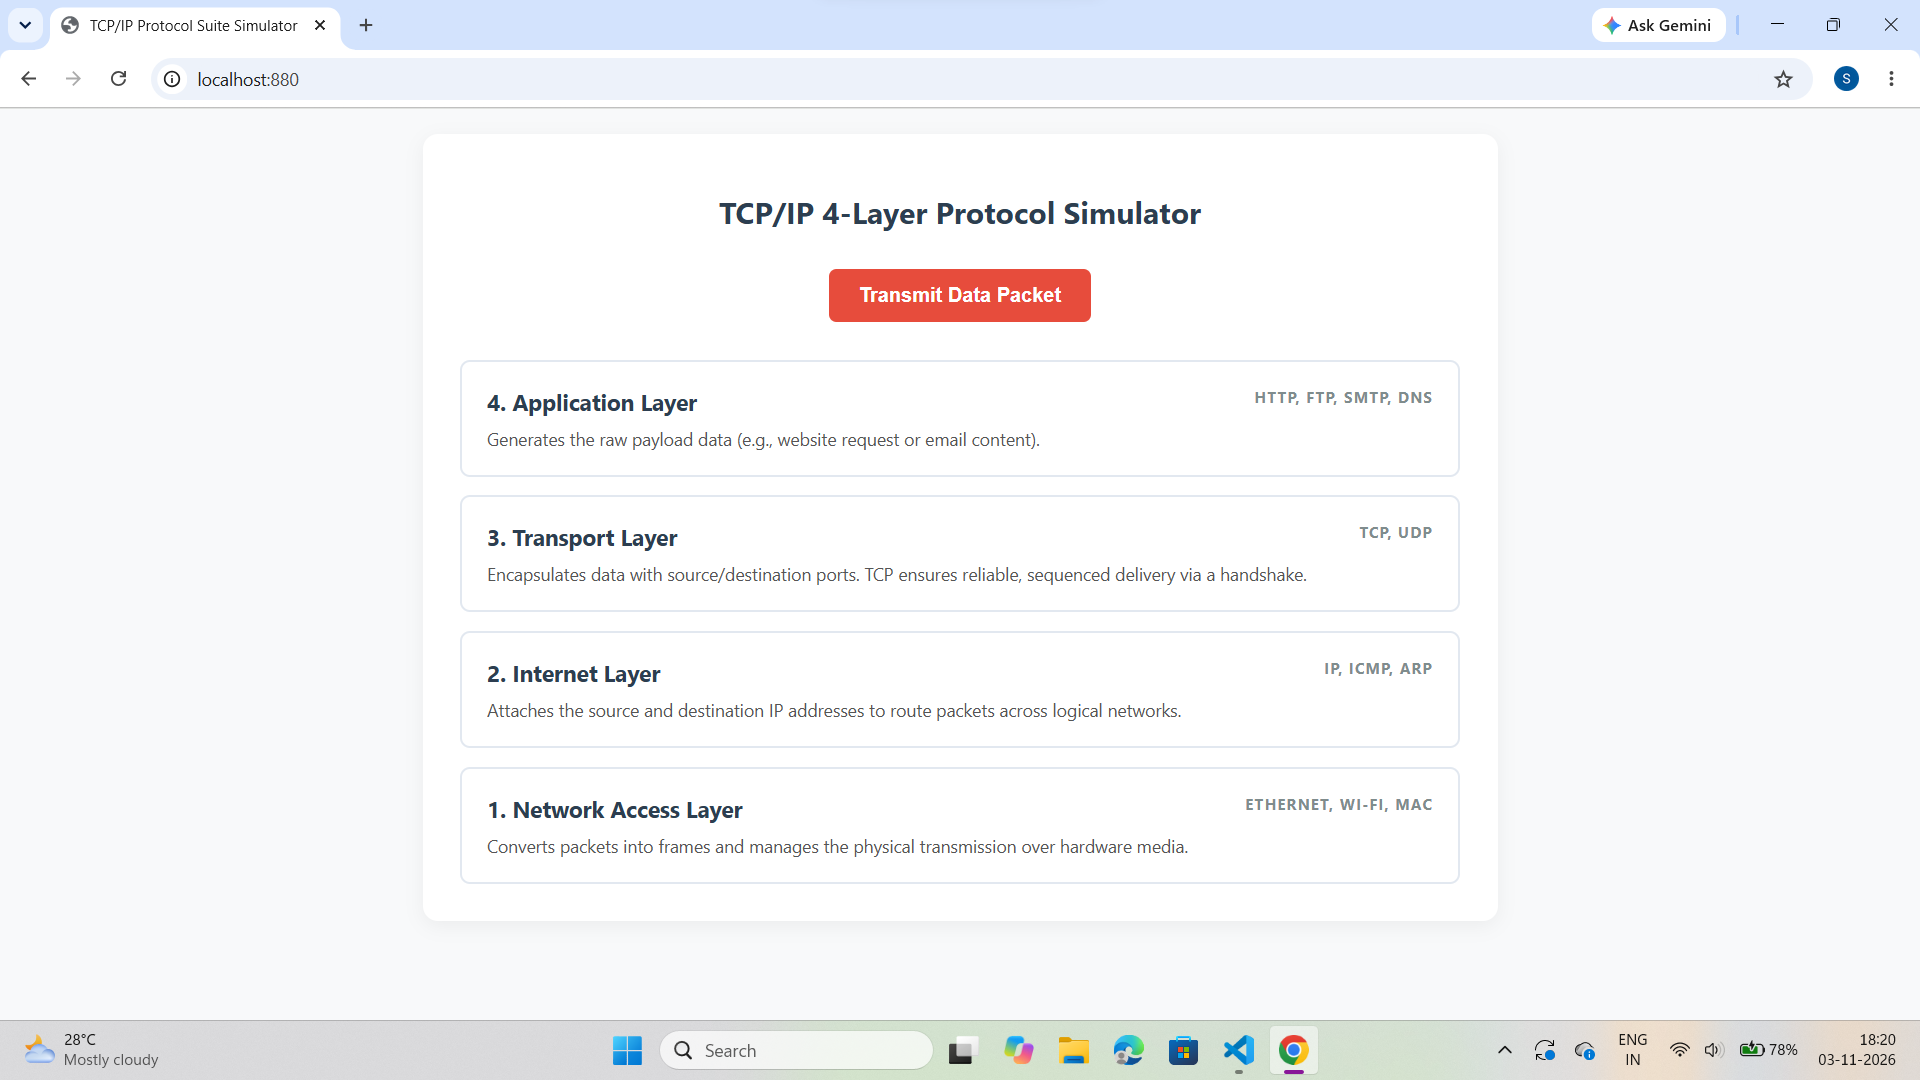 TCP/IP Protocol Suite Simulator
Ask Gemini
localhost:880
S
TCP/IP 4-Layer Protocol Simulator
Transmit Data Packet
4. Application Layer
HTTP, FTP, SMTP, DNS
Generates the raw payload data (e.g., website request or email content).
3. Transport Layer
TCP, UDP
Encapsulates data with source/destination ports. TCP ensures reliable, sequenced delivery via a handshake.
2. Internet Layer
IP, ICMP, ARP
Attaches the source and destination IP addresses to route packets across logical networks.
1. Network Access Layer
ETHERNET, WI-FI, MAC
Converts packets into frames and manages the physical transmission over hardware media.
28°C
Mostly cloudy
Search
ENG
IN
78%
18:20
03-11-2026